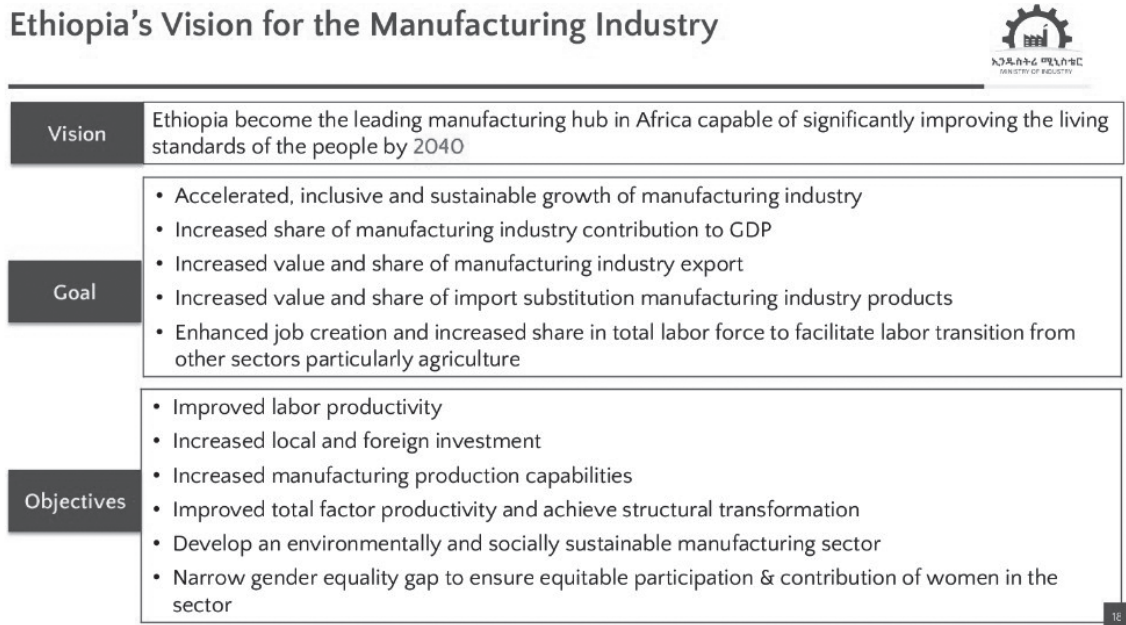 Ethiopia's Vision for the Manufacturing Industry
ኢንዱስትሪ ሚኒስቴር
MINISTRY OF INDUSTRY
Vision
Ethiopia become the leading manufacturing hub in Africa capable of significantly improving the living
standards of the people by 2040
Goal
• Accelerated, inclusive and sustainable growth of manufacturing industry
• Increased share of manufacturing industry contribution to GDP
• Increased value and share of manufacturing industry export
• Increased value and share of import substitution manufacturing industry products
• Enhanced job creation and increased share in total labor force to facilitate labor transition from
other sectors particularly agriculture
Objectives
• Improved labor productivity
• Increased local and foreign investment
• Increased manufacturing production capabilities
• Improved total factor productivity and achieve structural transformation
• Develop an environmentally and socially sustainable manufacturing sector
• Narrow gender equality gap to ensure equitable participation & contribution of women in the
sector
18